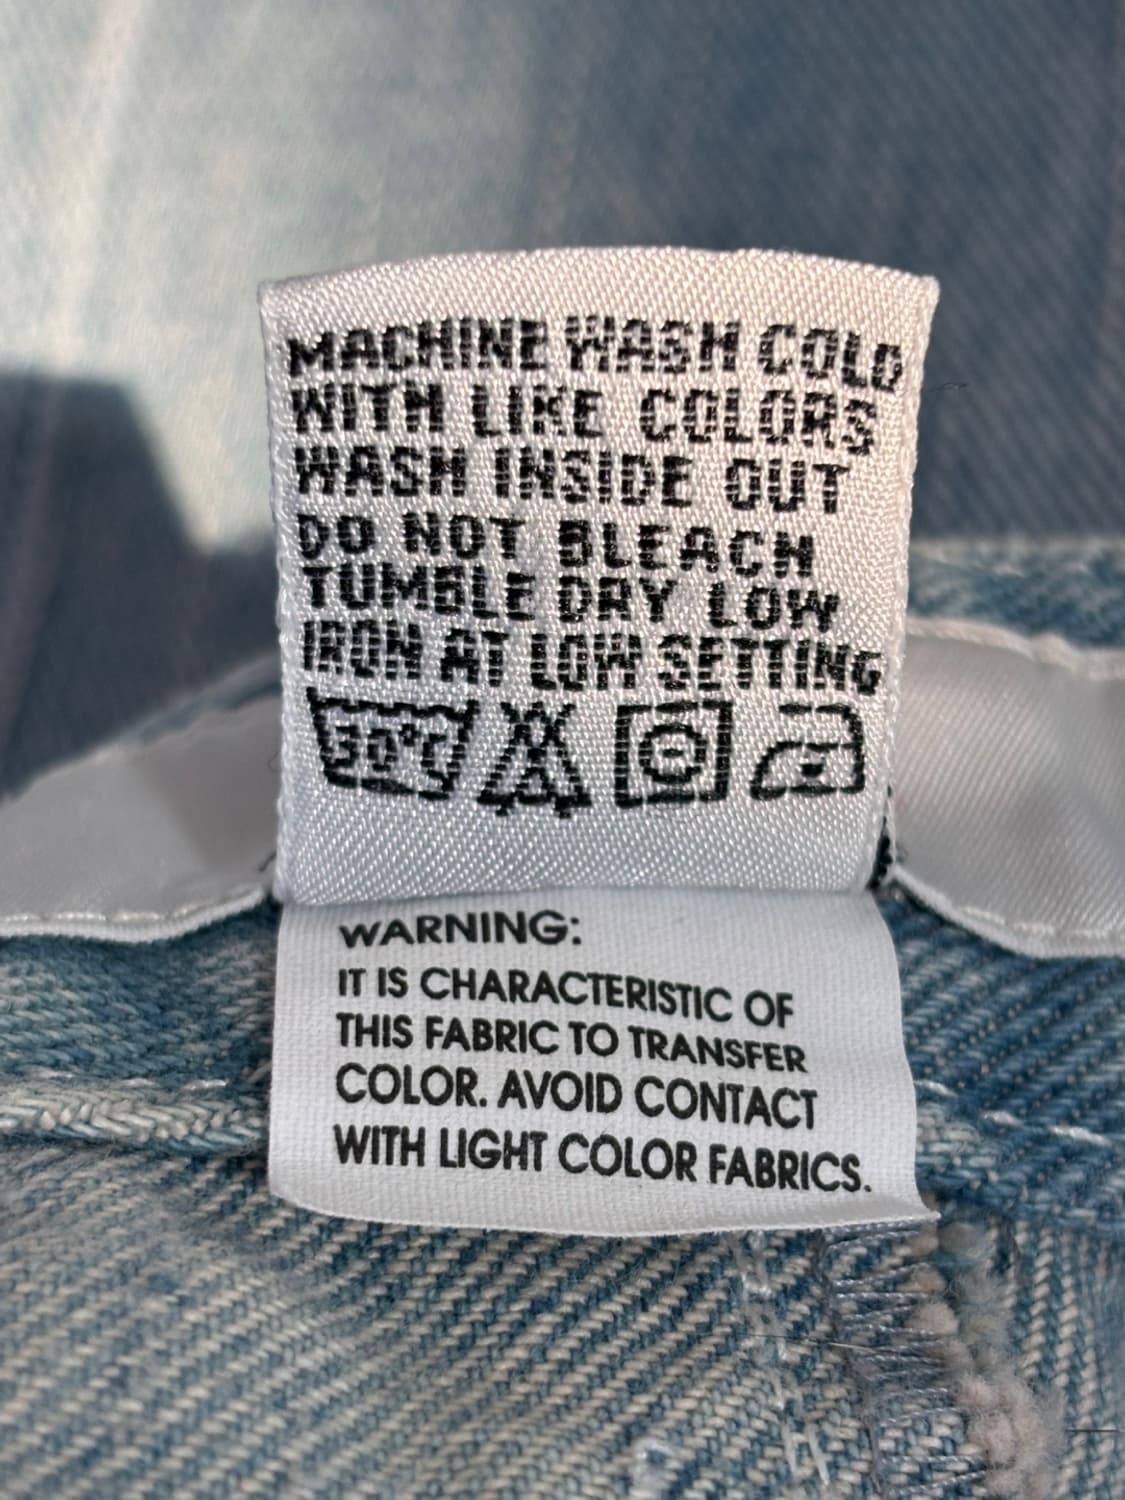 MACHINE WASH COLD
WITH LIKE COLORS
WASH INSIDE OUT
DO NOT BLEACH
TUMBLE DRY LOW
IRON AT LOW SETTING
30°C
WARNING:
IT IS CHARACTERISTIC OF
THIS FABRIC TO TRANSFER
COLOR. AVOID CONTACT
WITH LIGHT COLOR FABRICS.